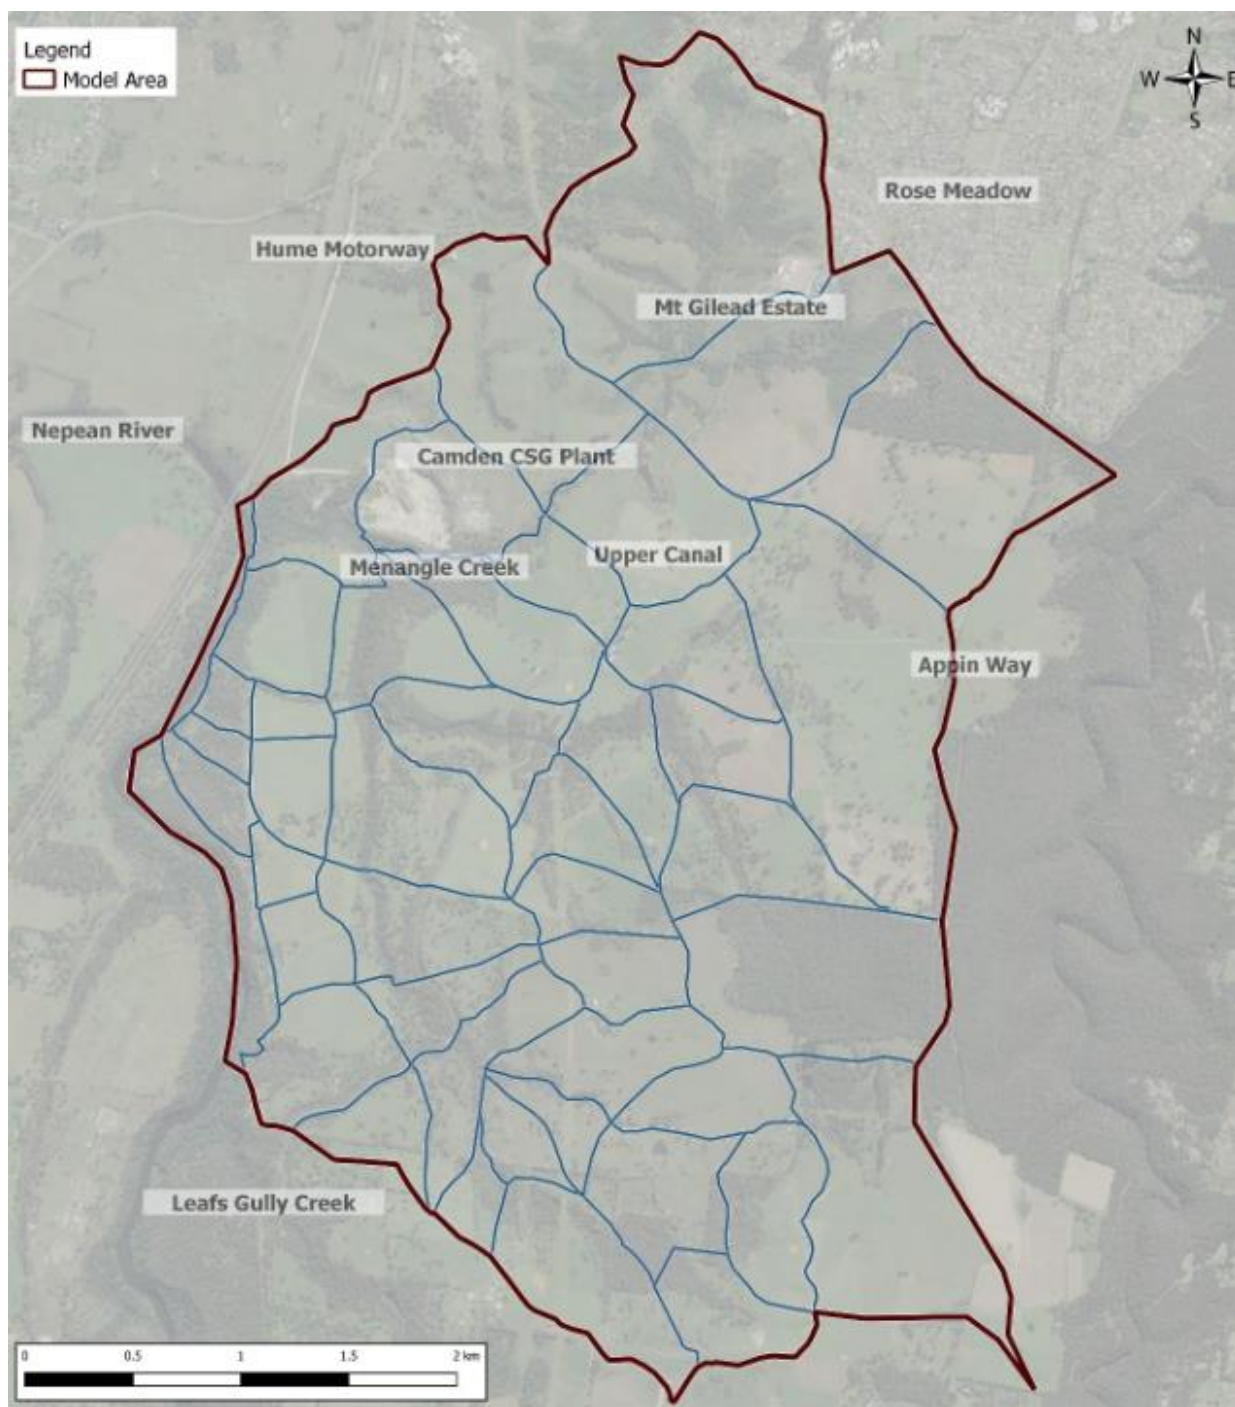 Legend
Model Area
N
W
E
S
Rose Meadow
Hume Motorway
Mt Gilead Estate
Nepean River
Camden CSG Plant
Upper Canal
Menangle Creek
Appin Way
Leafs Gully Creek
0 0.5 1 1.5 2 km